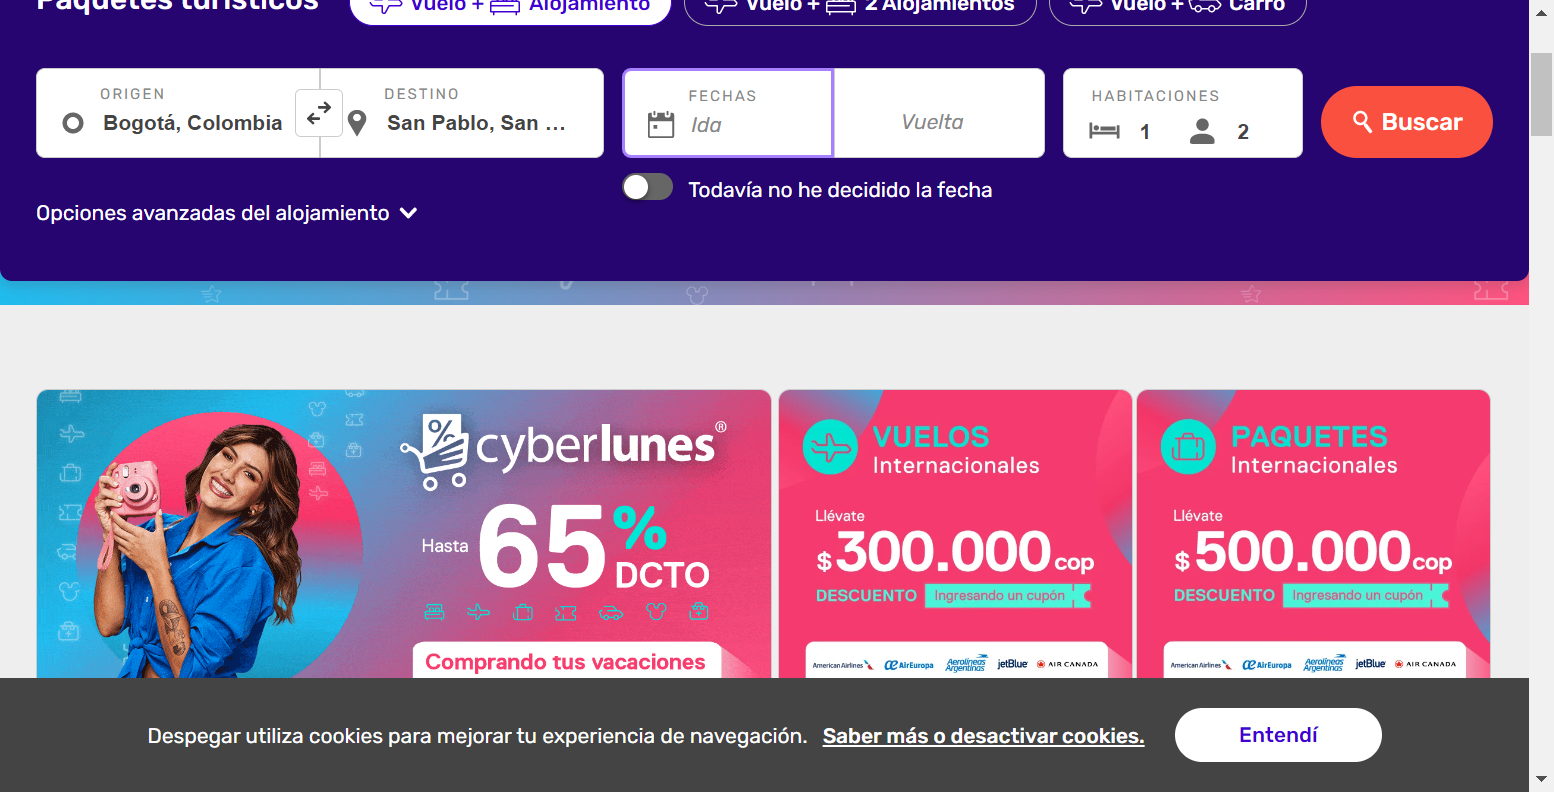 Paquetes turísticos
Vuelo + Alojamiento
Vuelo + 2 Alojamientos
Vuelo + Carro
ORIGEN
Bogotá, Colombia
DESTINO
San Pablo, San ...
FECHAS
Ida
Vuelta
HABITACIONES
1
2
Buscar
Todavía no he decidido la fecha
Opciones avanzadas del alojamiento
%
cyberlunes®
Hasta 65% DCTO
Comprando tus vacaciones
VUELOS
Internacionales
Llévate
$300.000cop
DESCUENTO Ingresando un cupón
American Airlines AirEuropa Aerolíneas Argentinas jetBlue AIR CANADA
PAQUETES
Internacionales
Llévate
$500.000cop
DESCUENTO Ingresando un cupón
American Airlines AirEuropa Aerolíneas Argentinas jetBlue AIR CANADA
Despegar utiliza cookies para mejorar tu experiencia de navegación. Saber más o desactivar cookies.
Entendí